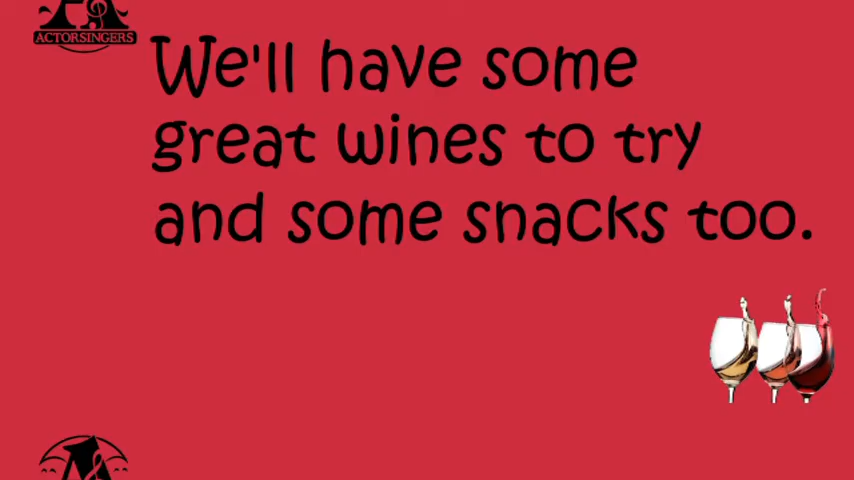 ACTORSINGERS
We'll have some
great wines to try
and some snacks too.